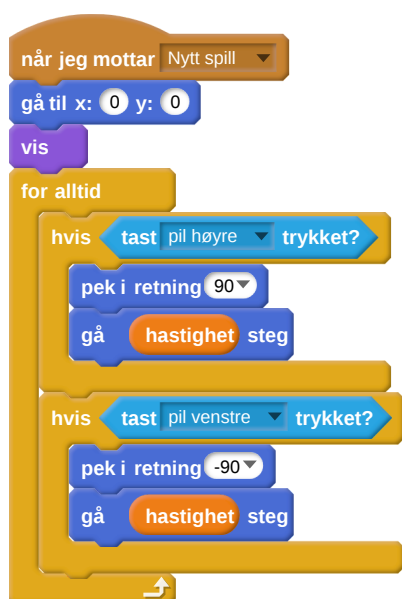 når jeg mottar Nytt spill
gå til x: 0 y: 0
vis
for alltid
hvis tast pil høyre trykket?
pek i retning 90
gå hastighet steg
hvis tast pil venstre trykket?
pek i retning -90
gå hastighet steg